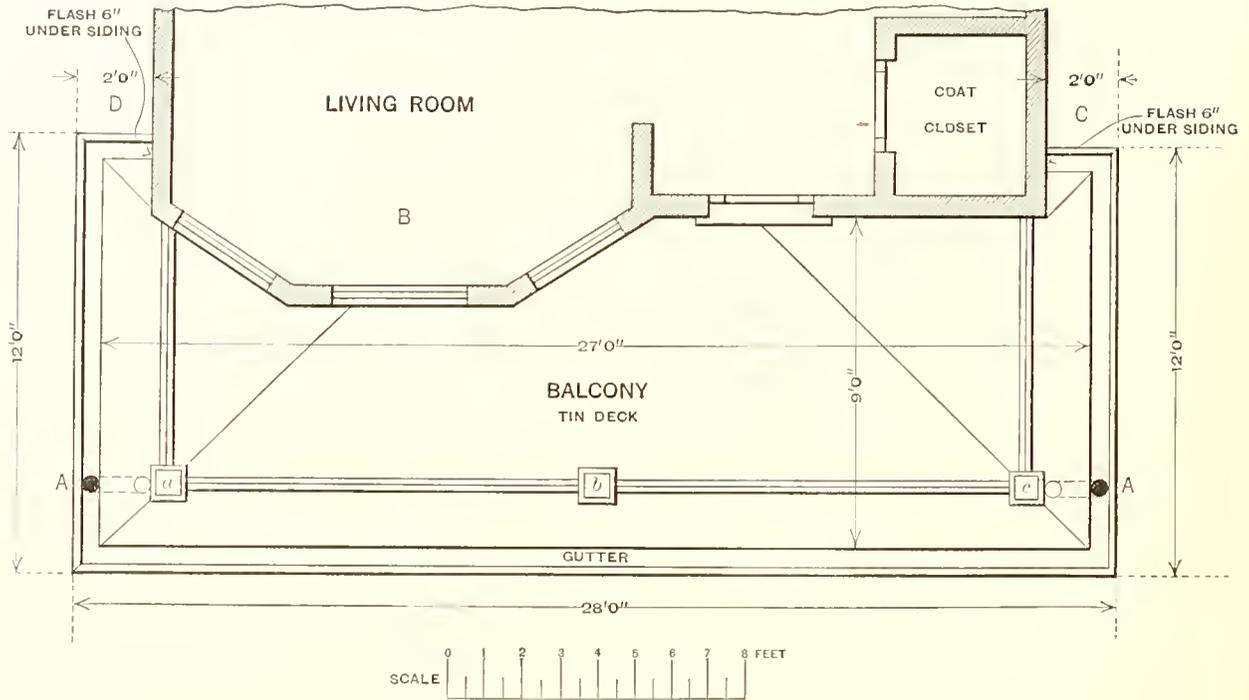 FLASH 6"
UNDER SIDING
2'0"
D
LIVING ROOM
COAT
CLOSET
2'0"
C
FLASH 6"
UNDER SIDING
B
12'0"
27'0"
BALCONY
TIN DECK
9'0"
12'0"
A
a
b
c
A
GUTTER
28'0"
SCALE
0 1 2 3 4 5 6 7 8 FEET